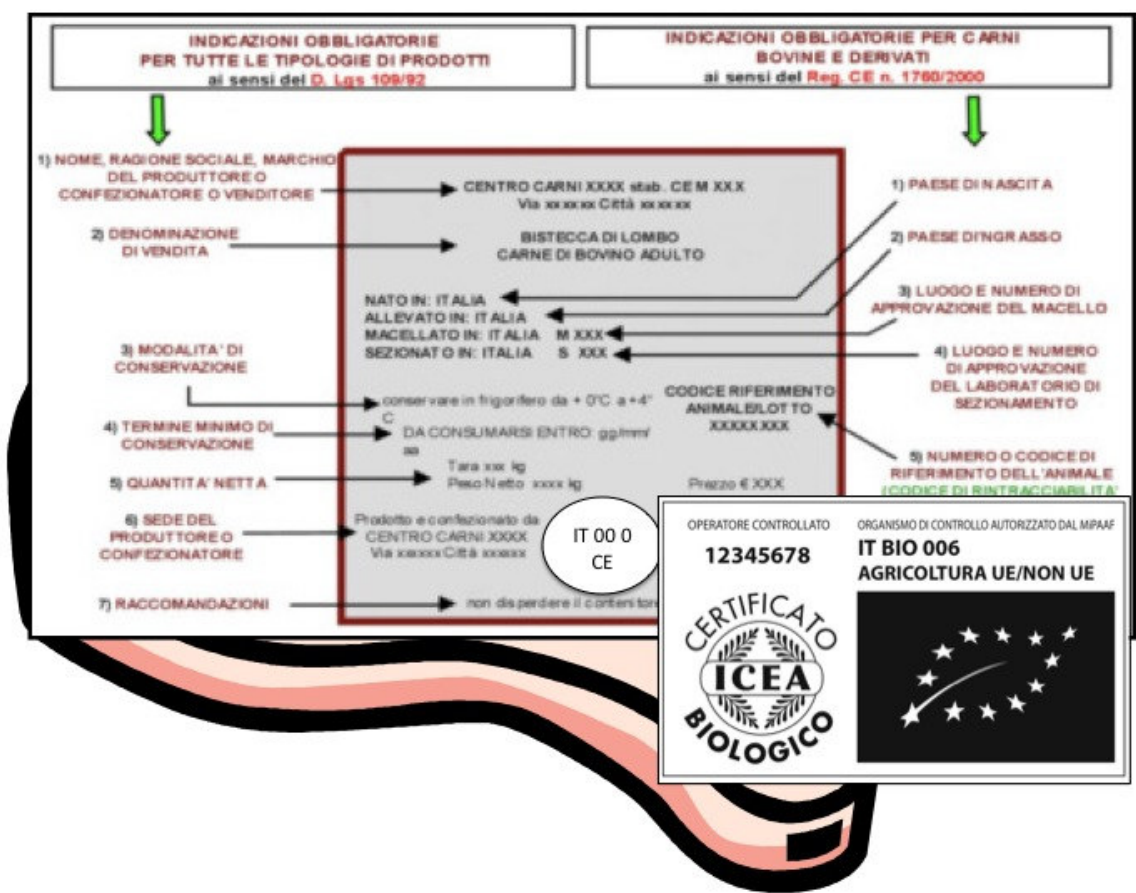 INDICAZIONI OBBLIGATORIE
PER TUTTE LE TIPOLOGIE DI PRODOTTI
ai sensi del D. Lgs 109/92
INDICAZIONI OBBLIGATORIE PER CARNI
BOVINE E DERIVATI
ai sensi del Reg. CE n. 1760/2000
1) NOME, RAGIONE SOCIALE, MARCHIO
DEL PRODUTTORE O
CONFEZIONATORE O VENDITORE
2) DENOMINAZIONE
DI VENDITA
3) MODALITA' DI
CONSERVAZIONE
4) TERMINE MINIMO DI
CONSERVAZIONE
5) QUANTITA' NETTA
6) SEDE DEL
PRODUTTORE O
CONFEZIONATORE
7) RACCOMANDAZIONI
CENTRO CARNI XXXX stab. CE M XXX
Via xxxxxx Città xxxxxx
BISTECCA DI LOMBO
CARNE DI BOVINO ADULTO
NATO IN: ITALIA
ALLEVATO IN: ITALIA
MACELLATO IN: ITALIA M XXX
SEZIONATO IN: ITALIA S XXX
CODICE RIFERIMENTO
ANIMALE/LOTTO
XXXXXXXX
conservare in frigorifero da + 0°C a +4°
C
DA CONSUMARSI ENTRO: gg/mm/
aa
Tara xxx kg
Peso Netto xxxx kg
Prezzo € XXX
Prodotto e confezionato da
CENTRO CARNI XXXX
Via xxxxxx Città xxxxxx
IT 00 0
CE
non disperdere il contenitore
1) PAESE DI NASCITA
2) PAESE D'INGRASSO
3) LUOGO E NUMERO DI
APPROVAZIONE DEL MACELLO
4) LUOGO E NUMERO
DI APPROVAZIONE
DEL LABORATORIO DI
SEZIONAMENTO
5) NUMERO O CODICE DI
RIFERIMENTO DELL'ANIMALE
(CODICE DI RINTRACCIABILITA'
OPERATORE CONTROLLATO
12345678
ORGANISMO DI CONTROLLO AUTORIZZATO DAL MIPAAF
IT BIO 006
AGRICOLTURA UE/NON UE
CERTIFICATO
ICEA
BIOLOGICO